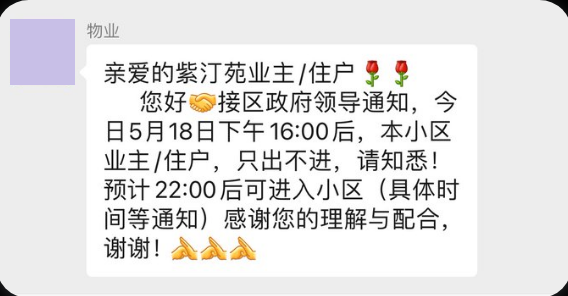 物业
亲爱的紫汀苑业主/住户🌹🌹
您好🤝接区政府领导通知，今
日5月18日下午16:00后，本小区
业主/住户，只出不进，请知悉！
预计22:00后可进入小区（具体时
间等通知）感谢您的理解与配合，
谢谢！🙏🙏🙏